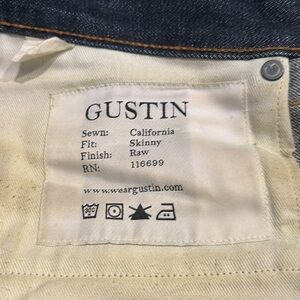 GUSTIN
Sewn: California
Fit: Skinny
Finish: Raw
RN: 116699
www.weargustin.com